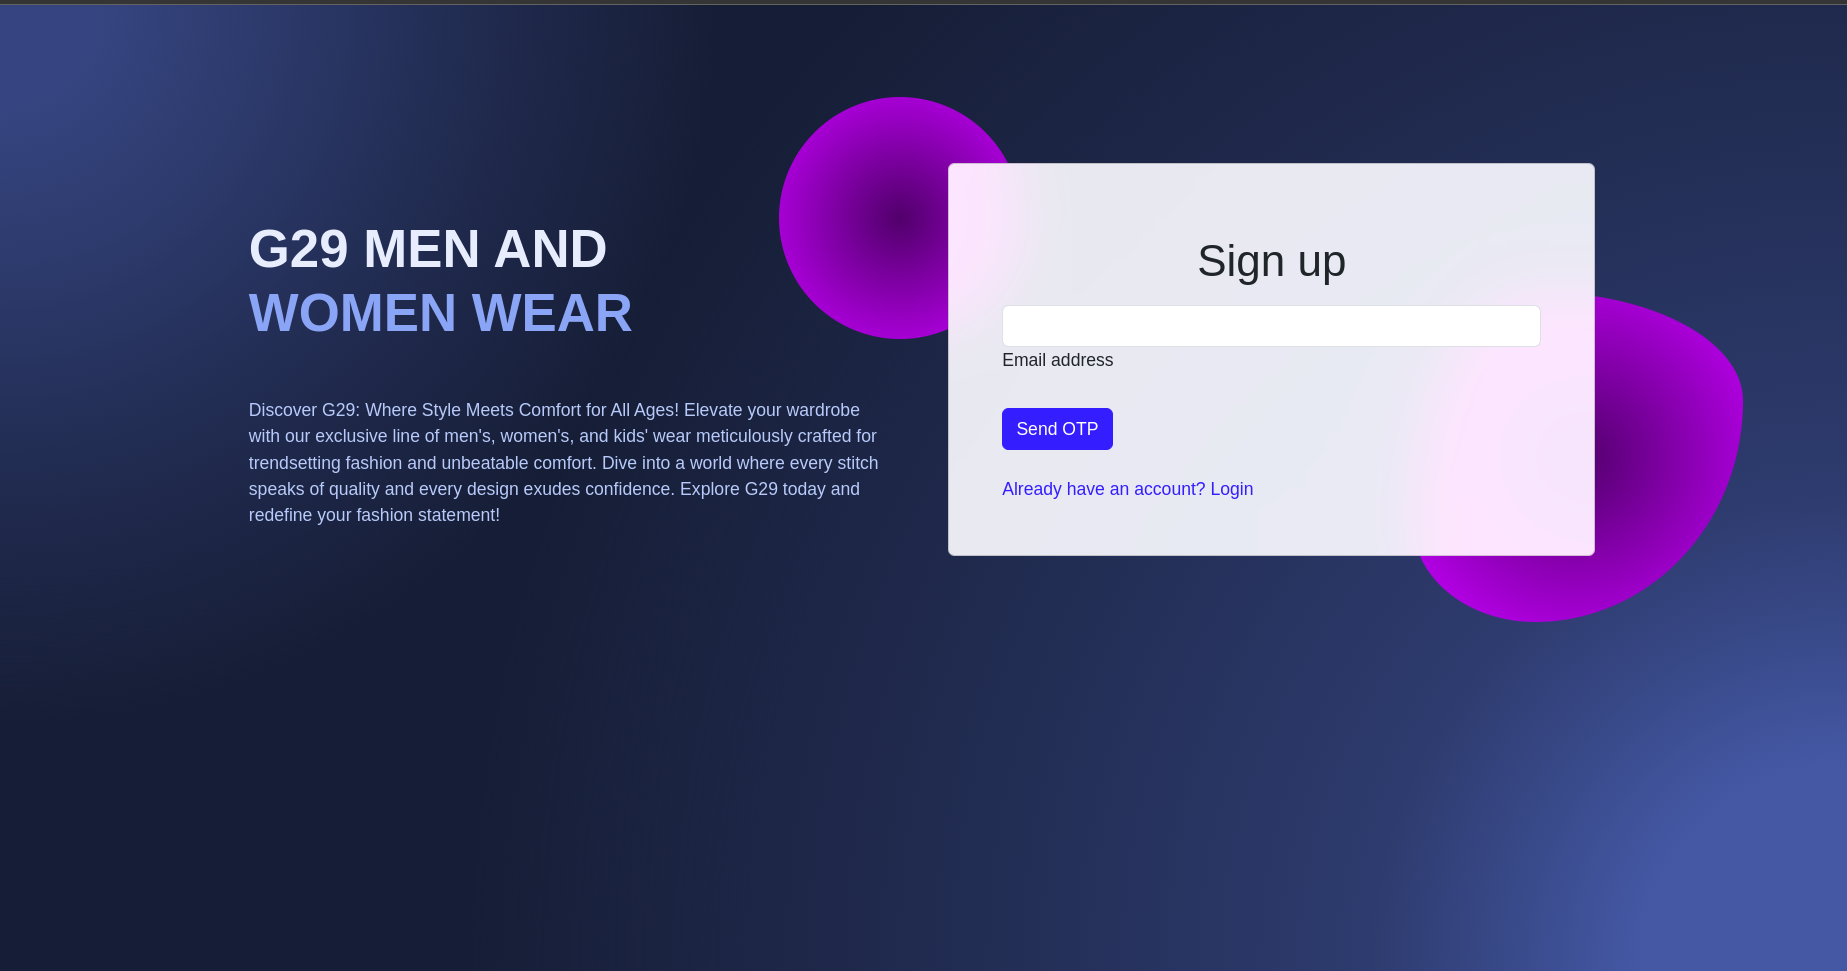 G29 MEN AND
WOMEN WEAR
Discover G29: Where Style Meets Comfort for All Ages! Elevate your wardrobe
with our exclusive line of men's, women's, and kids' wear meticulously crafted for
trendsetting fashion and unbeatable comfort. Dive into a world where every stitch
speaks of quality and every design exudes confidence. Explore G29 today and
redefine your fashion statement!
Sign up
Email address
Send OTP
Already have an account? Login